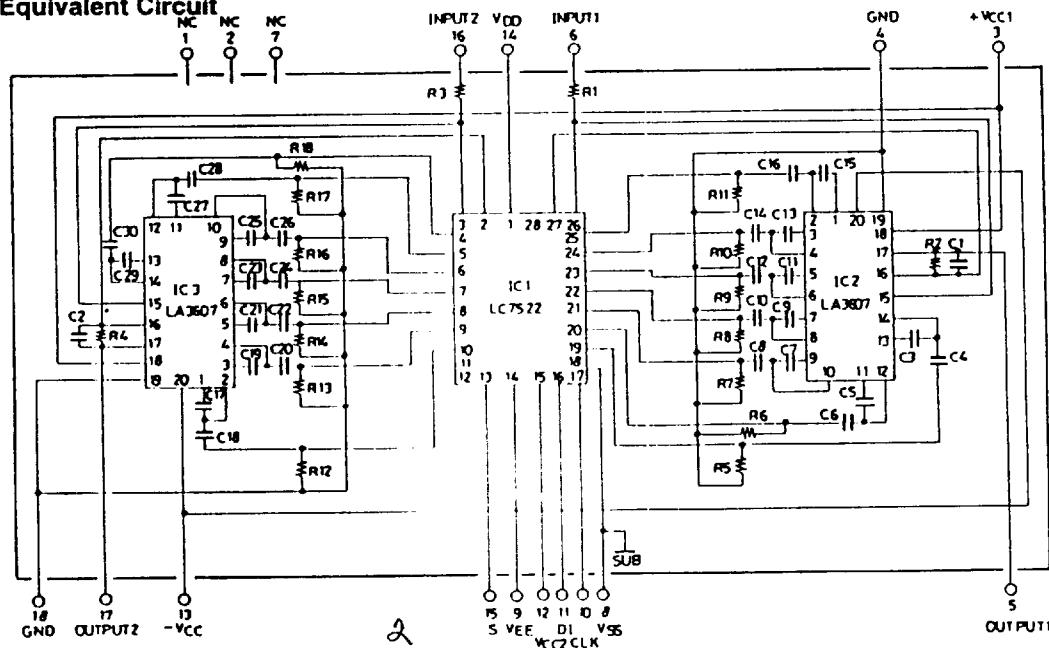 Equivalent Circuit
NC NC NC INPUT2 VDD INPUT1 GND +VCC1
1 2 7 16 14 6 4 3
R3 R1
R18
C28
R17
C27
12 11 10
C25 C26
9
C30
8
R16
13
C29
7
C23 C24
14
IC3
LA3607
R15
15
6
C21 C22
C2
R4
16
5
R14
17
4
C19 C20
18
3
R13
19 20 1 2
C17
C18
R12
3 2 1 28 27 26
4 25
5 24
6 23
7 22
8 21
9 20
10 19
11 18
12 13 14 15 16 17
IC1
LC7522
C16 C15
R11
2 1 20 19
C14 C13
3 18
4 17
R10
R2 C1
C12 C11
5 16
IC2
LA3607
R9
6 15
C10 C9
7 14
R8
8 13
C3 C4
C8 C7
9
R7
10 11 12
C5
R6 C6
R5
SUB
18 17 13 15 9 12 11 10 8 5
GND OUTPUT2 -VCC S VEE DI VSS OUTPUT1
VCC2 CLK
2